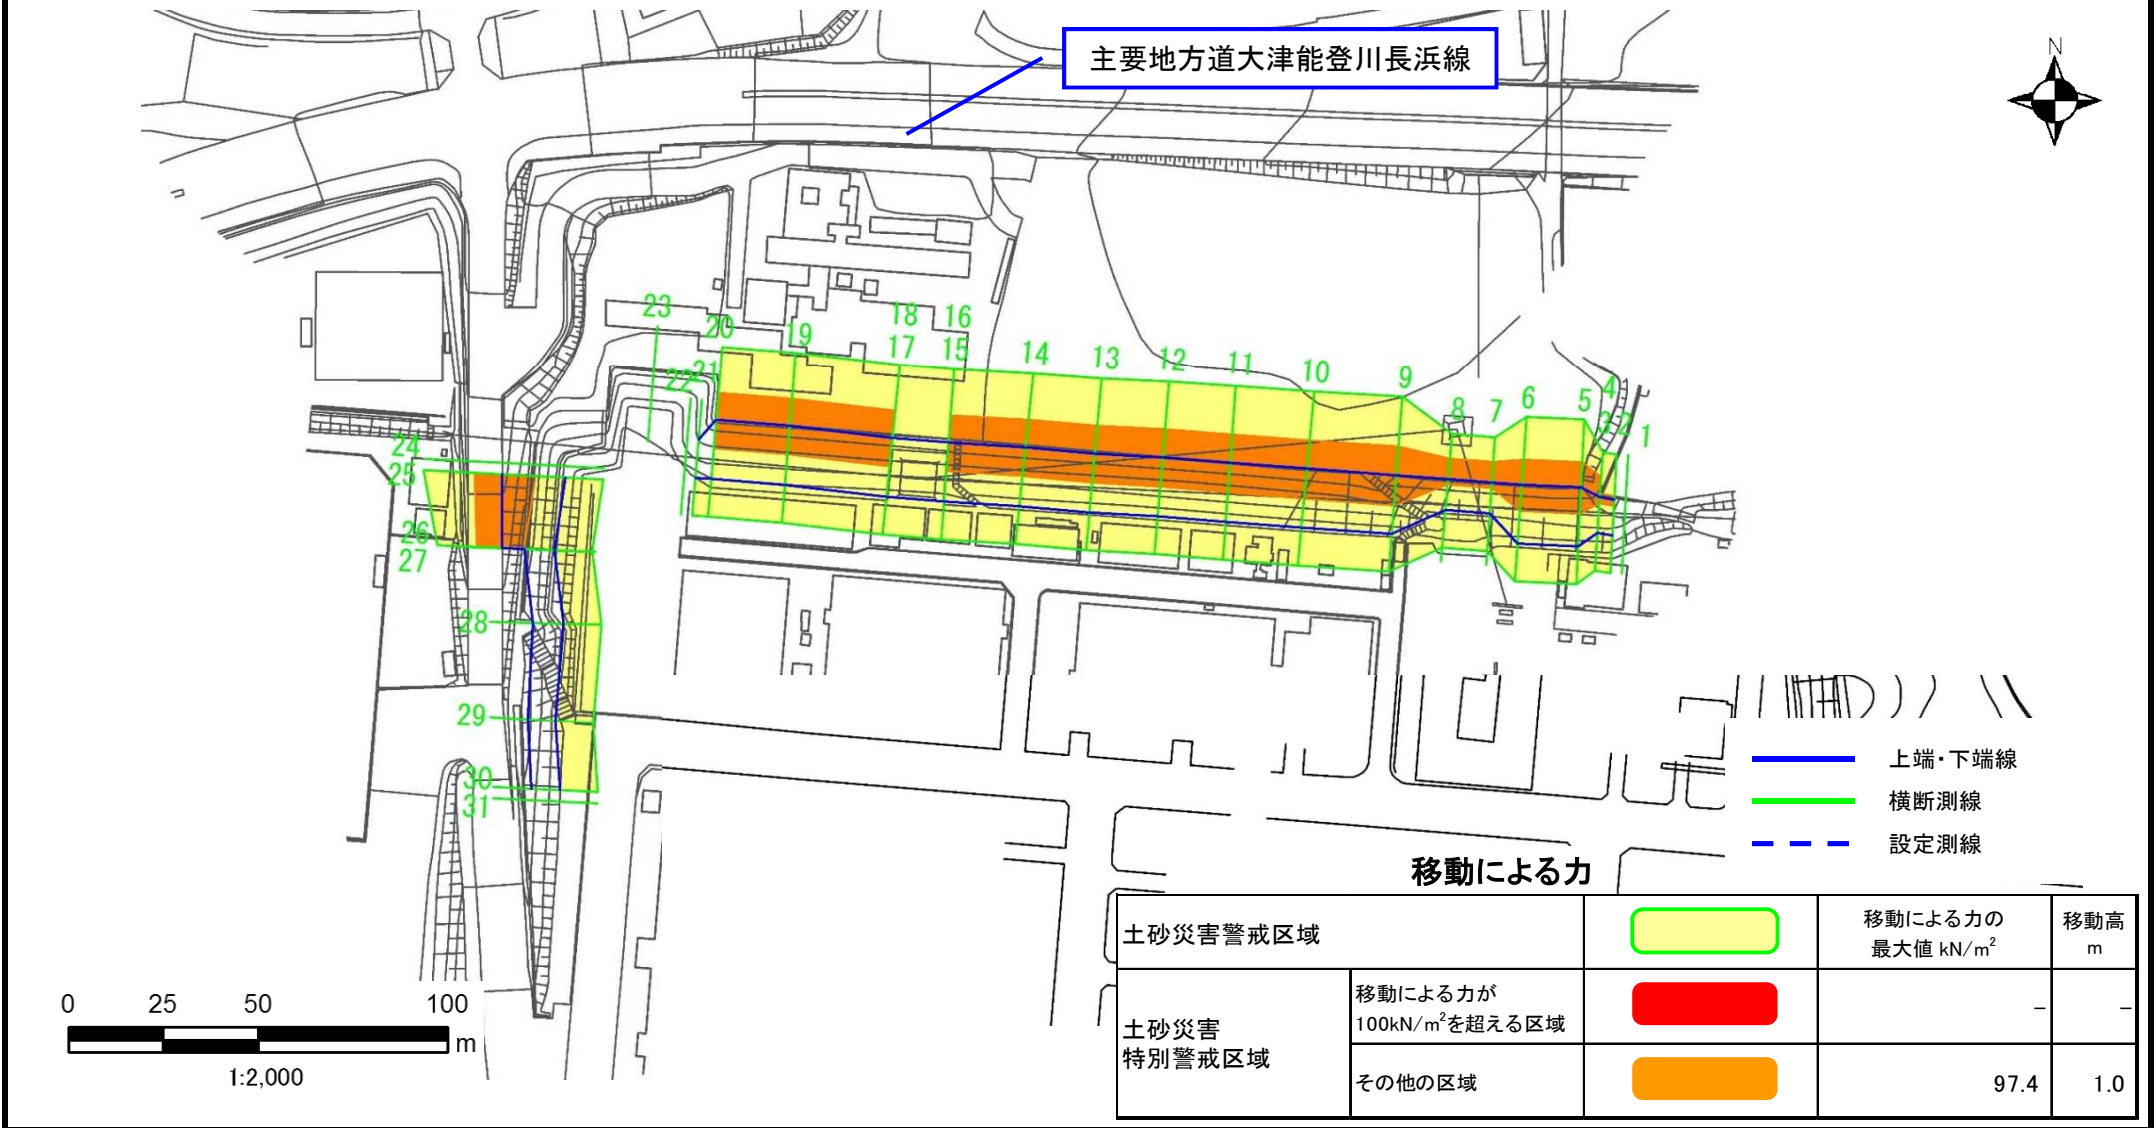 主要地方道大津能登川長浜線
N
23
20
19
18
16
17
15
14
13
12
11
10
9
8
7
6
5
4
3
2
1
22
21
24
25
26
27
28
29
30
31
上端・下端線
横断測線
設定測線
移動による力
土砂災害警戒区域
移動による力の
最大値 kN/m²
移動高
m
土砂災害
特別警戒区域
移動による力が
100kN/m²を超える区域
–
–
その他の区域
97.4
1.0
0 25 50 100
m
1:2,000